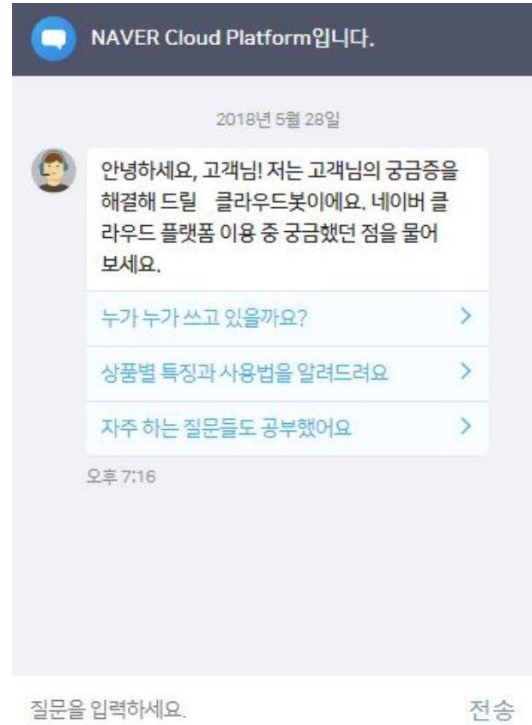 NAVER Cloud Platform입니다.
2018년 5월 28일
안녕하세요, 고객님! 저는 고객님의 궁금증을
해결해 드릴 클라우드봇이에요. 네이버 클
라우드 플랫폼 이용 중 궁금했던 점을 물어
보세요.
누가 누가 쓰고 있을까요?
상품별 특징과 사용법을 알려드려요
자주 하는 질문들도 공부했어요
오후 7:16
질문을 입력하세요.
전송